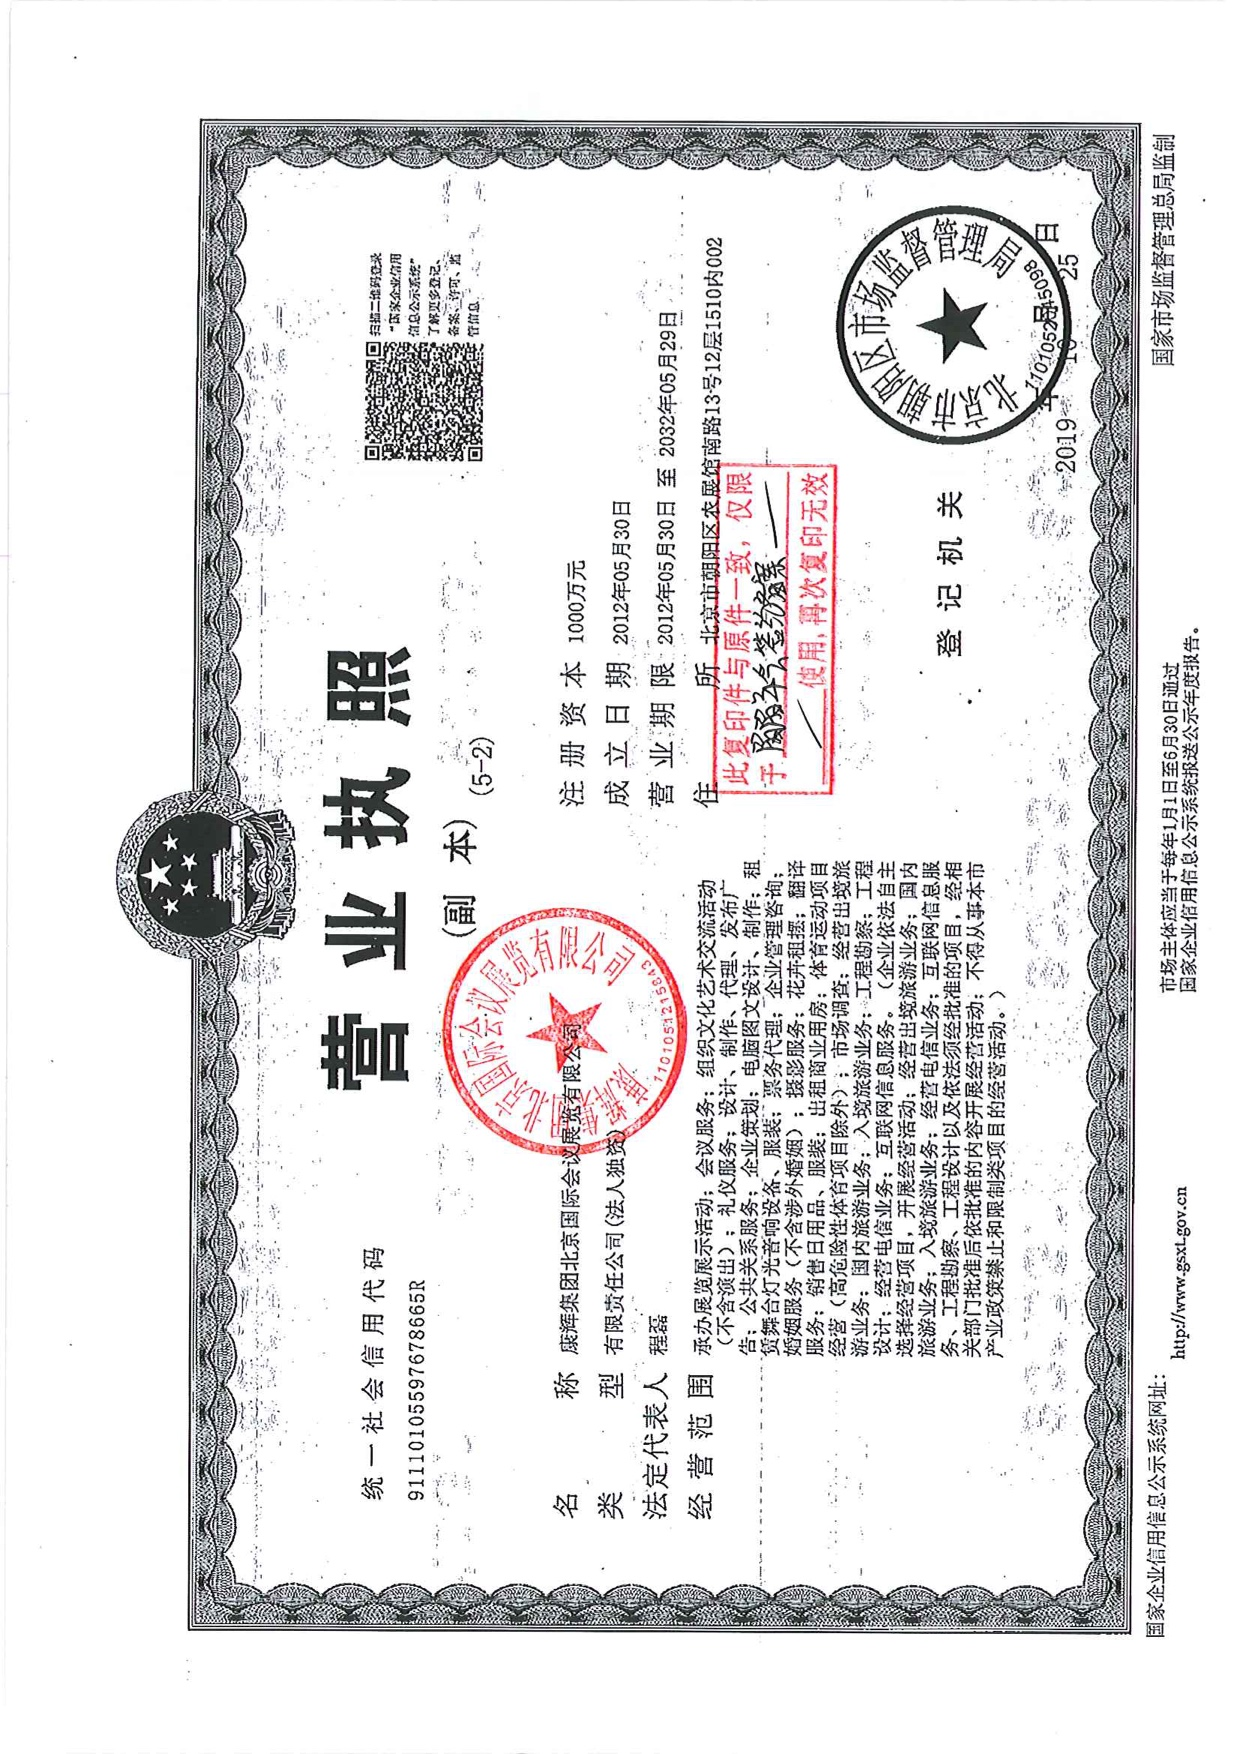 营业执照
(副 本) (5-2)
扫描二维码登录
“国家企业信用
信息公示系统”
了解更多登记、
备案、许可、监
管信息
统一社会信用代码
91110105597678665R
名 称 康辉集团北京国际会议展览有限公司
类 型 有限责任公司(法人独资)
法定代表人 程磊
经营范围 承办展览展示活动；会议服务；组织文化艺术交流活动
（不含演出）；礼仪服务；设计、制作、代理、发布广
告；公共关系服务；企业策划；电脑图文设计、制作；租
赁舞台灯光音响设备、服装；票务代理；企业管理咨询；
婚姻服务（不含涉外婚姻）；摄影服务；花卉租摆；翻译
服务；销售日用品、服装；出租商业用房；体育运动项目
经营（高危险性体育项目除外）；市场调查；经营出境旅
游业务；国内旅游业务；入境旅游业务；工程勘察；工程
设计；经营电信业务；互联网信息服务。（企业依法自主
选择经营项目，开展经营活动；经营出境旅游业务；国内
旅游业务；入境旅游业务；经营电信业务；互联网信息服
务、工程勘察、工程设计以及依法须经批准的项目，经相
关部门批准后依批准的内容开展经营活动；不得从事本市
产业政策禁止和限制类项目的经营活动。）
注册资本 1000万元
成立日期 2012年05月30日
营业期限 2012年05月30日 至 2032年05月29日
住 所 北京市朝阳区农展馆南路13号12层1510内002
康辉集团北京国际会议展览有限公司
1101051215843
此复印件与原件一致，仅限
于
使用,再次复印无效
登记机关
北京市朝阳区市场监督管理局
2019 年 10 月 25 日
国家企业信用信息公示系统网址：
http://www.gsxt.gov.cn
市场主体应当于每年1月1日至6月30日通过
国家企业信用信息公示系统报送公示年度报告。
国家市场监督管理总局监制